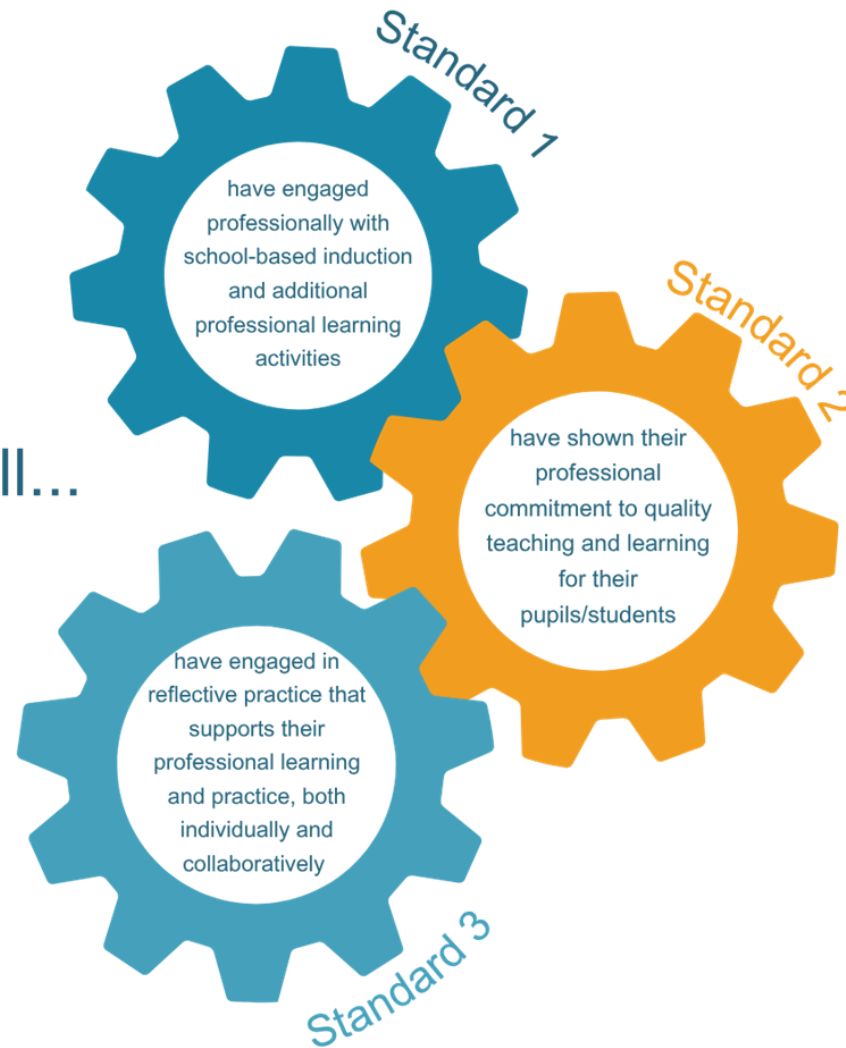 Standard 1
have engaged
professionally with
school-based induction
and additional
professional learning
activities
Standard 2
have shown their
professional
commitment to quality
teaching and learning
for their
pupils/students
ll...
have engaged in
reflective practice that
supports their
professional learning
and practice, both
individually and
collaboratively
Standard 3